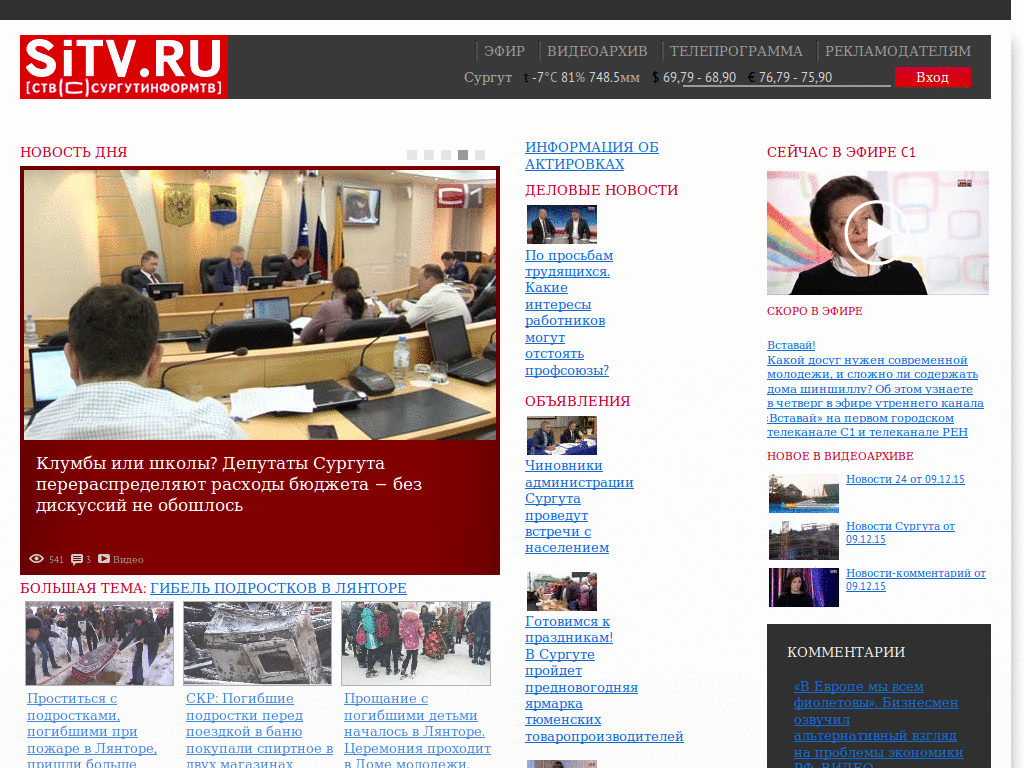 SiTV.RU
[СТВ(С)СУРГУТИНФОРМТВ]
ЭФИР
ВИДЕОАРХИВ
ТЕЛЕПРОГРАММА
РЕКЛАМОДАТЕЛЯМ
Сургут t -7°C 81% 748.5мм $ 69,79 - 68,90 € 76,79 - 75,90
Вход
НОВОСТЬ ДНЯ
Клумбы или школы? Депутаты Сургута
перераспределяют расходы бюджета − без
дискуссий не обошлось
541 3 Видео
БОЛЬШАЯ ТЕМА: ГИБЕЛЬ ПОДРОСТКОВ В ЛЯНТОРЕ
Проститься с
подростками,
погибшими при
пожаре в Лянторе,
пришли больше
СКР: Погибшие
подростки перед
поездкой в баню
покупали спиртное в
двух магазинах
Прощание с
погибшими детьми
началось в Лянторе.
Церемония проходит
в Доме молодежи.
ИНФОРМАЦИЯ ОБ
АКТИРОВКАХ
ДЕЛОВЫЕ НОВОСТИ
По просьбам
трудящихся.
Какие
интересы
работников
могут
отстоять
профсоюзы?
ОБЪЯВЛЕНИЯ
Чиновники
администрации
Сургута
проведут
встречи с
населением
Готовимся к
праздникам!
В Сургуте
пройдет
предновогодняя
ярмарка
тюменских
товаропроизводителей
СЕЙЧАС В ЭФИРЕ С1
СКОРО В ЭФИРЕ
Вставай!
Какой досуг нужен современной
молодежи, и сложно ли содержать
дома шиншиллу? Об этом узнаете
в четверг в эфире утреннего канала
«Вставай» на первом городском
телеканале С1 и телеканале РЕН
НОВОЕ В ВИДЕОАРХИВЕ
Новости 24 от 09.12.15
Новости Сургута от
09.12.15
Новости-комментарий от
09.12.15
КОММЕНТАРИИ
«В Европе мы всем
фиолетовы». Бизнесмен
озвучил
альтернативный взгляд
на проблемы экономики
РФ. ВИДЕО